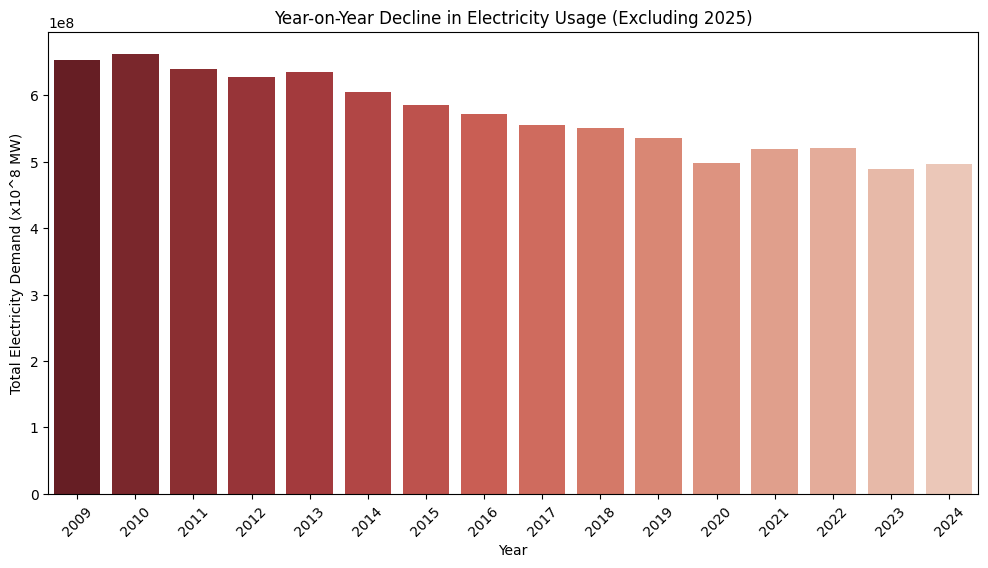 Year-on-Year Decline in Electricity Usage (Excluding 2025)
1e8
Total Electricity Demand (x10^8 MW)
6
5
4
3
2
1
0
2009 2010 2011 2012 2013 2014 2015 2016 2017 2018 2019 2020 2021 2022 2023 2024
Year